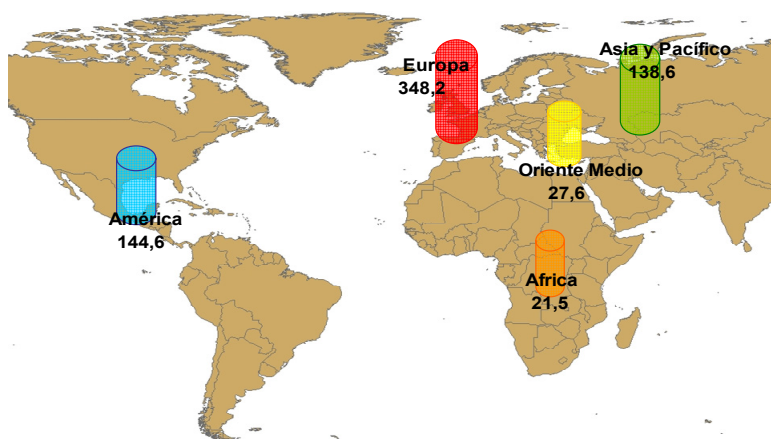 Europa
348,2
Asia y Pacífico
138,6
Oriente Medio
27,6
América
144,6
Africa
21,5